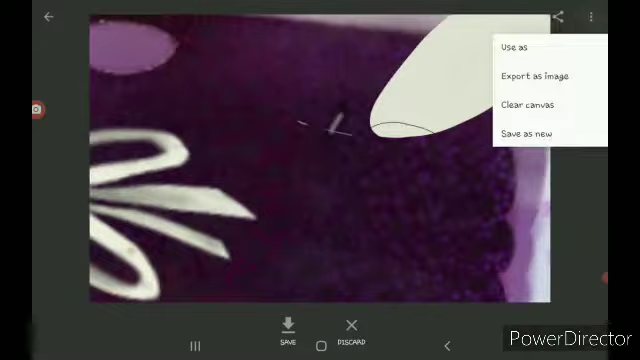 Use as
Export as image
Clear canvas
Save as new
SAVE
DISCARD
PowerDirector